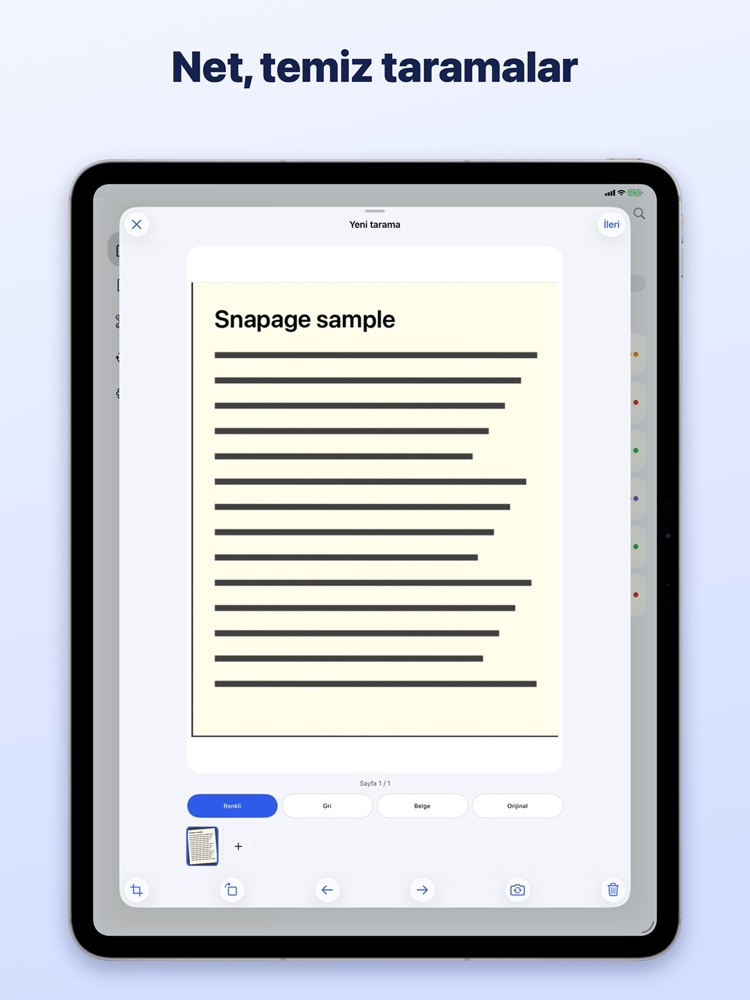 Net, temiz taramalar
Yeni tarama
İleri
Snapage sample
Sayfa 1 / 1
Renkli
Gri
Belge
Orijinal